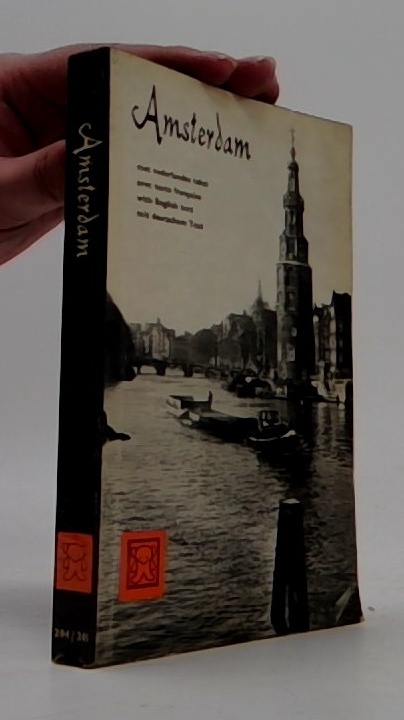 Amsterdam
Amsterdam
met nederlandse tekst
avec texte français
with English text
mit deutschem Text